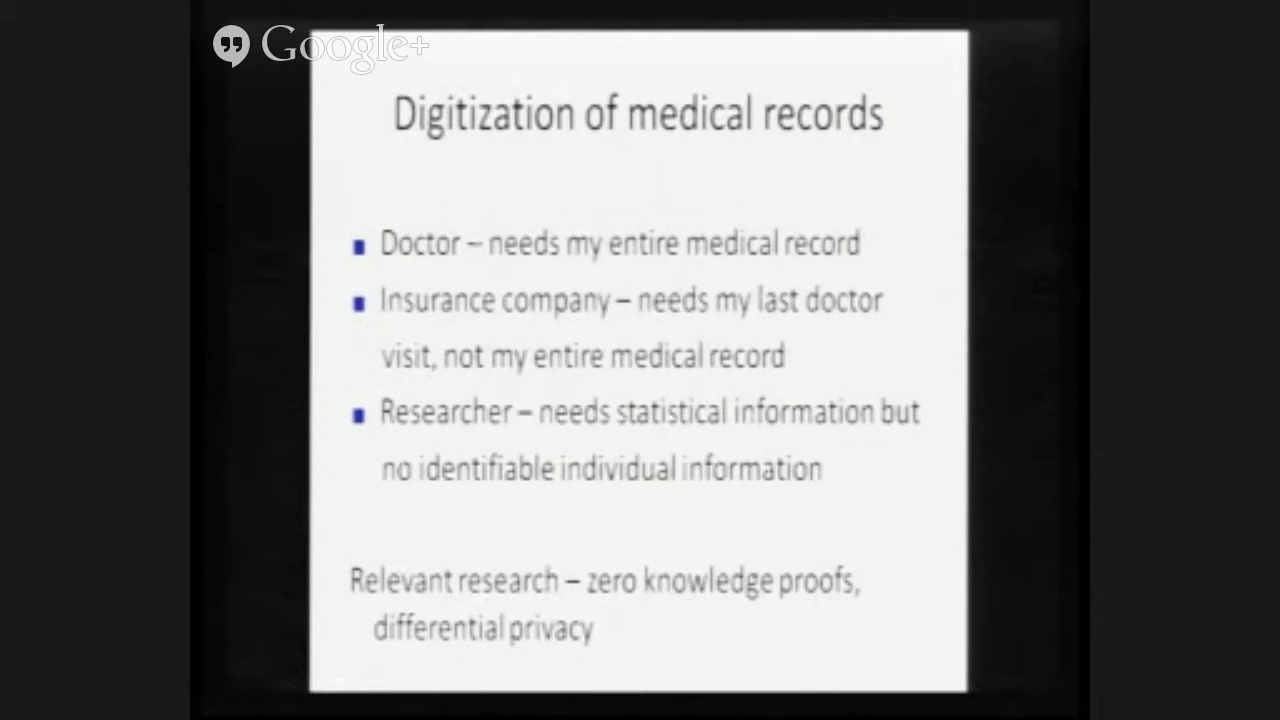 Google+
Digitization of medical records
Doctor – needs my entire medical record
Insurance company – needs my last doctor
visit, not my entire medical record
Researcher – needs statistical information but
no identifiable individual information
Relevant research – zero knowledge proofs,
differential privacy